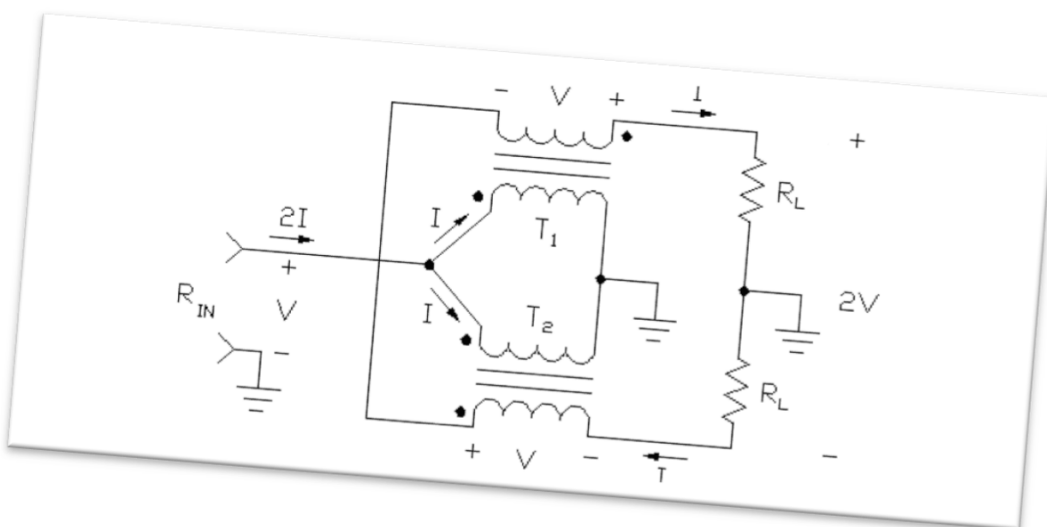 - V + I
+
R_L
2I
I
T₁
+
R_IN
V
I
T₂
2V
-
R_L
+ V -
I
-